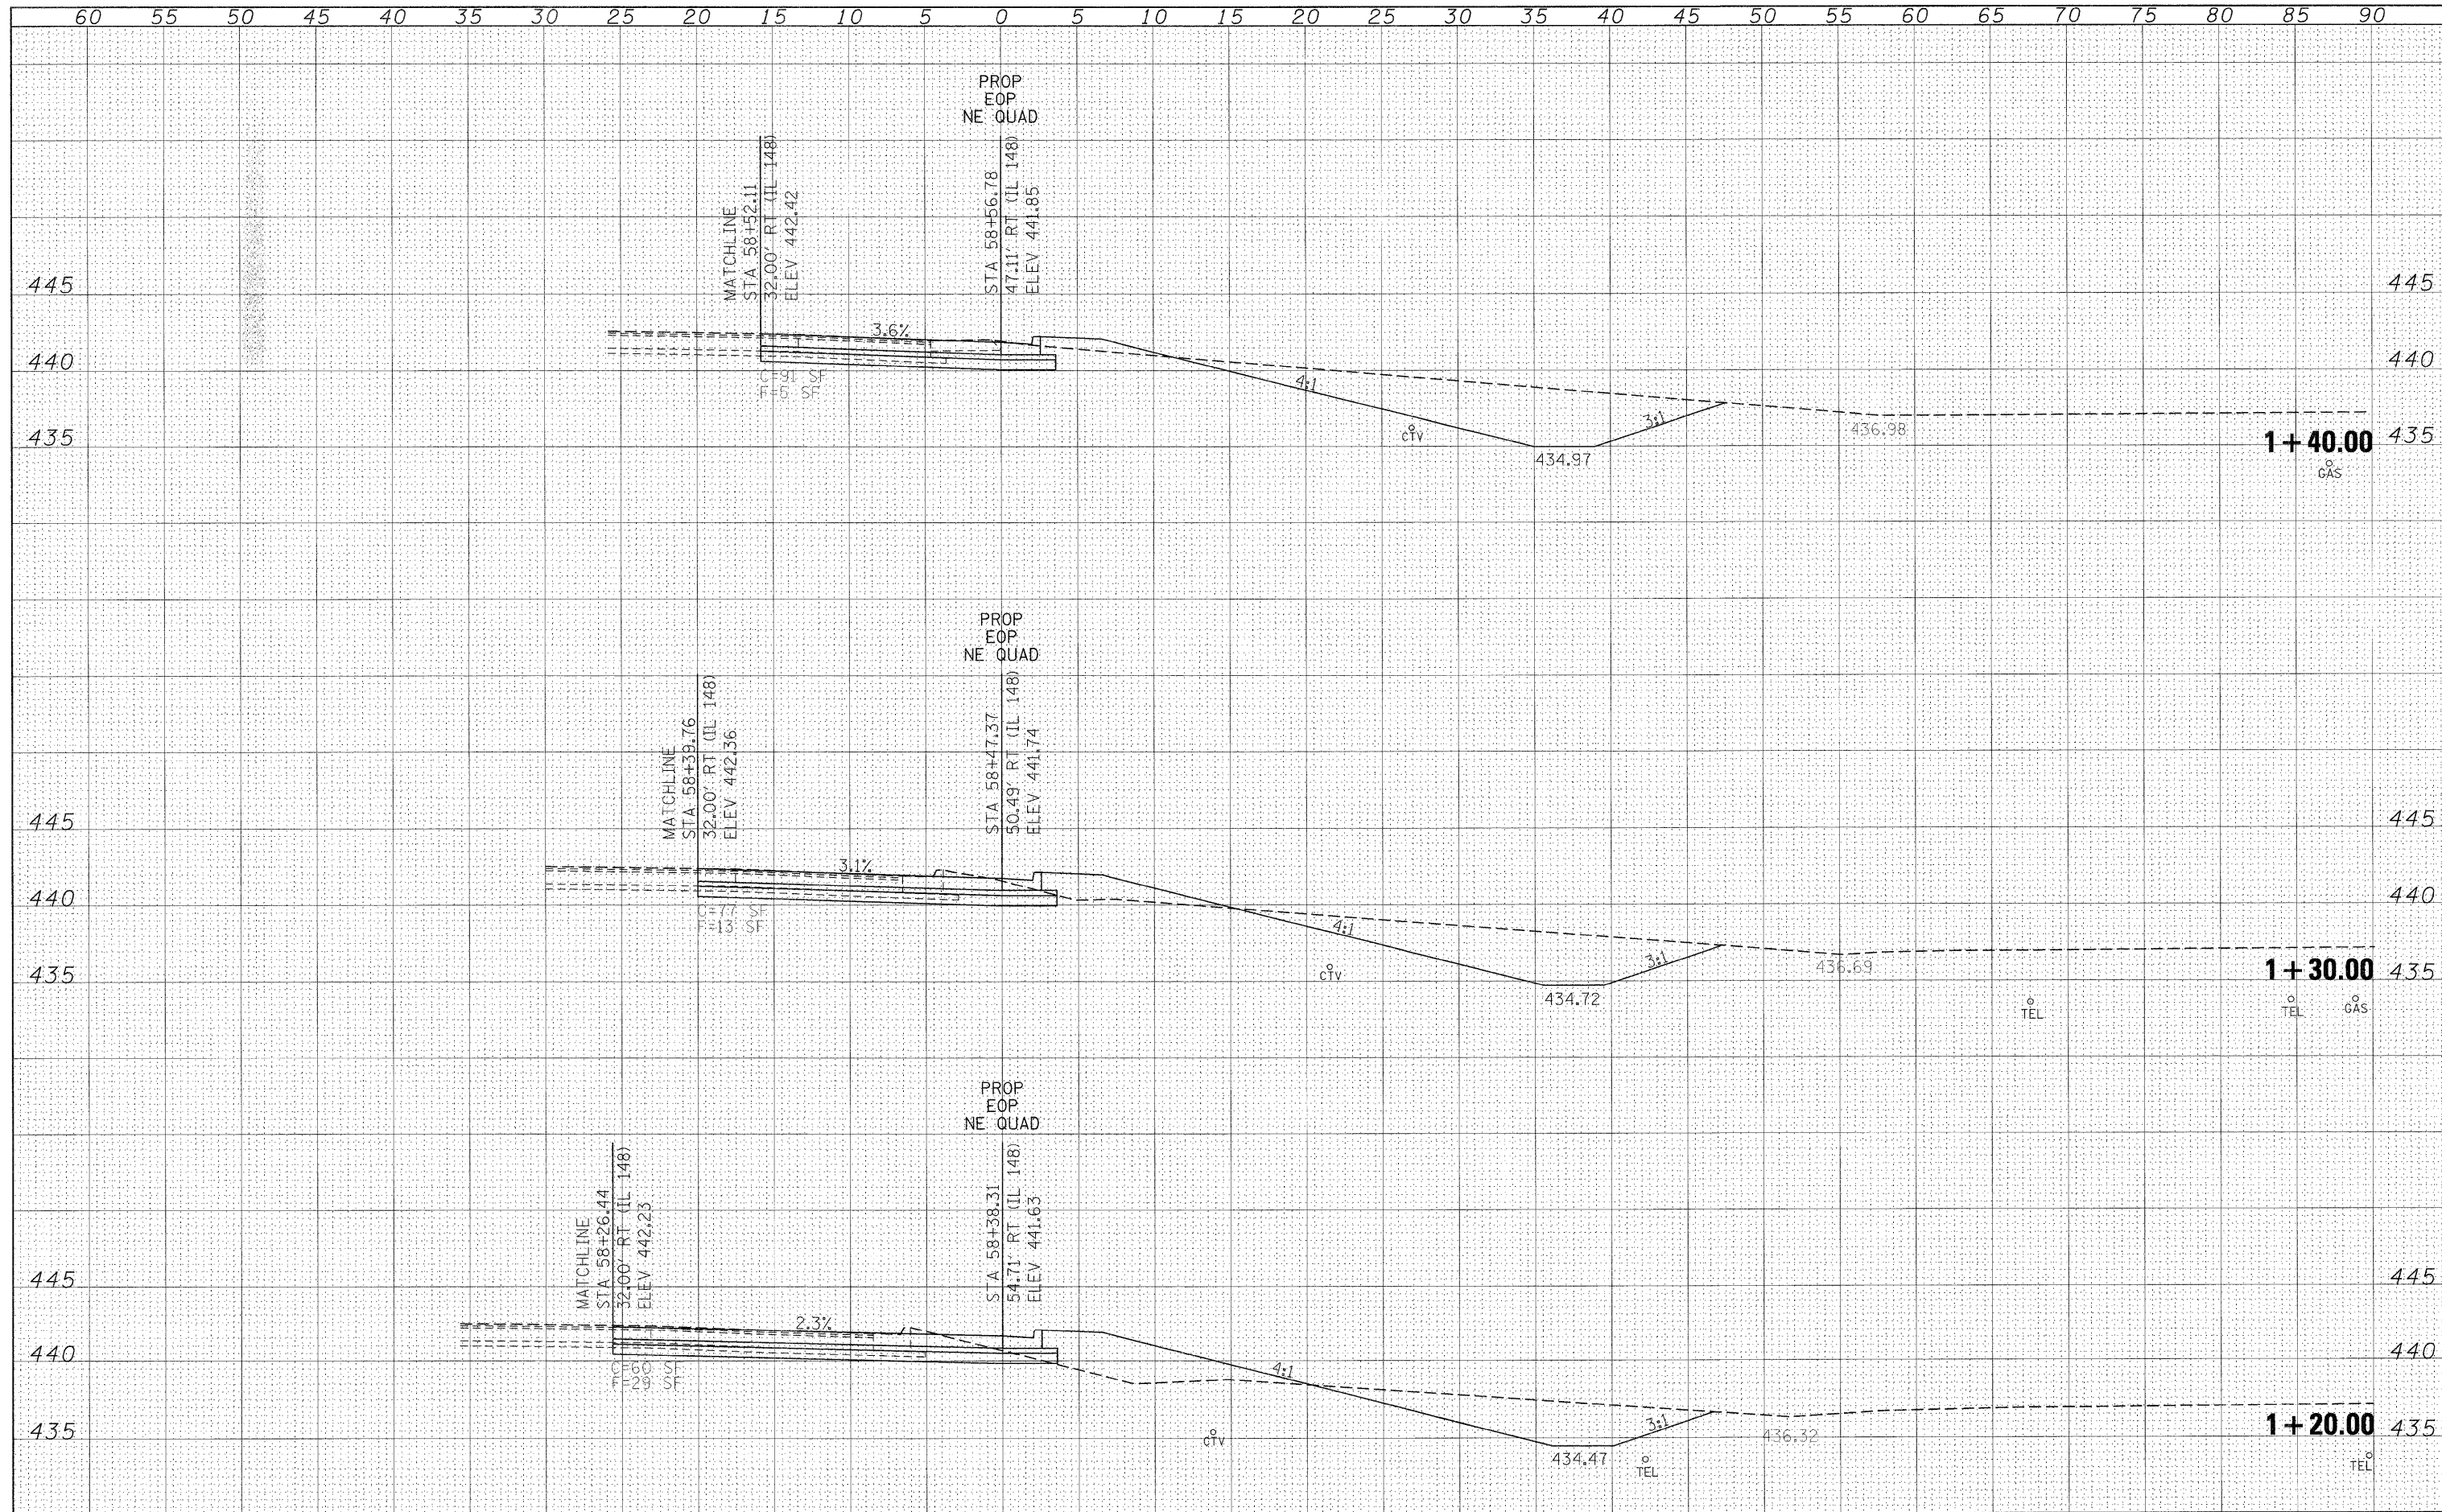 60 55 50 45 40 35 30 25 20 15 10 5 0 5 10 15 20 25 30 35 40 45 50 55 60 65 70 75 80 85 90
PROP
EOP
NE QUAD
MATCHLINE
STA 58+52.11
32.00' RT (IL 148)
ELEV 442.42
STA 58+56.78
47.11' RT (IL 148)
ELEV 441.85
445
445
3.6%
440
440
C=91 SF
F=5 SF
4:1
3:1
CTV
436.98
435
435
1+40.00
434.97
GAS
PROP
EOP
NE QUAD
MATCHLINE
STA 58+39.76
32.00' RT (IL 148)
ELEV 442.36
STA 58+47.37
50.49' RT (IL 148)
ELEV 441.74
445
445
3.1%
440
440
C=77 SF
F=13 SF
4:1
3:1
CTV
436.69
435
435
1+30.00
434.72
TEL
TEL
GAS
PROP
EOP
NE QUAD
MATCHLINE
STA 58+26.44
32.00' RT (IL 148)
ELEV 442.23
STA 58+38.31
54.71' RT (IL 148)
ELEV 441.63
445
445
2.3%
440
440
C=60 SF
F=29 SF
4:1
3:1
CTV
436.32
435
435
1+20.00
434.47
TEL
TEL